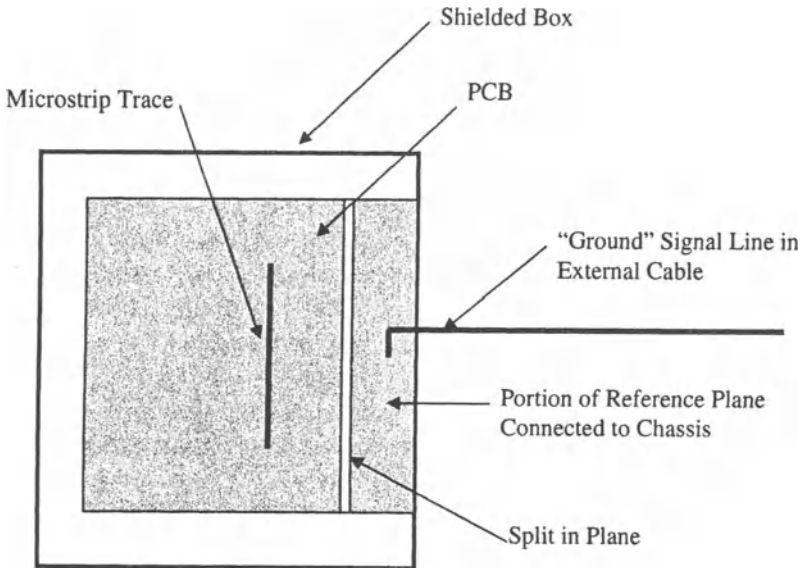 Shielded Box
Microstrip Trace
PCB
“Ground” Signal Line in
External Cable
Portion of Reference Plane
Connected to Chassis
Split in Plane